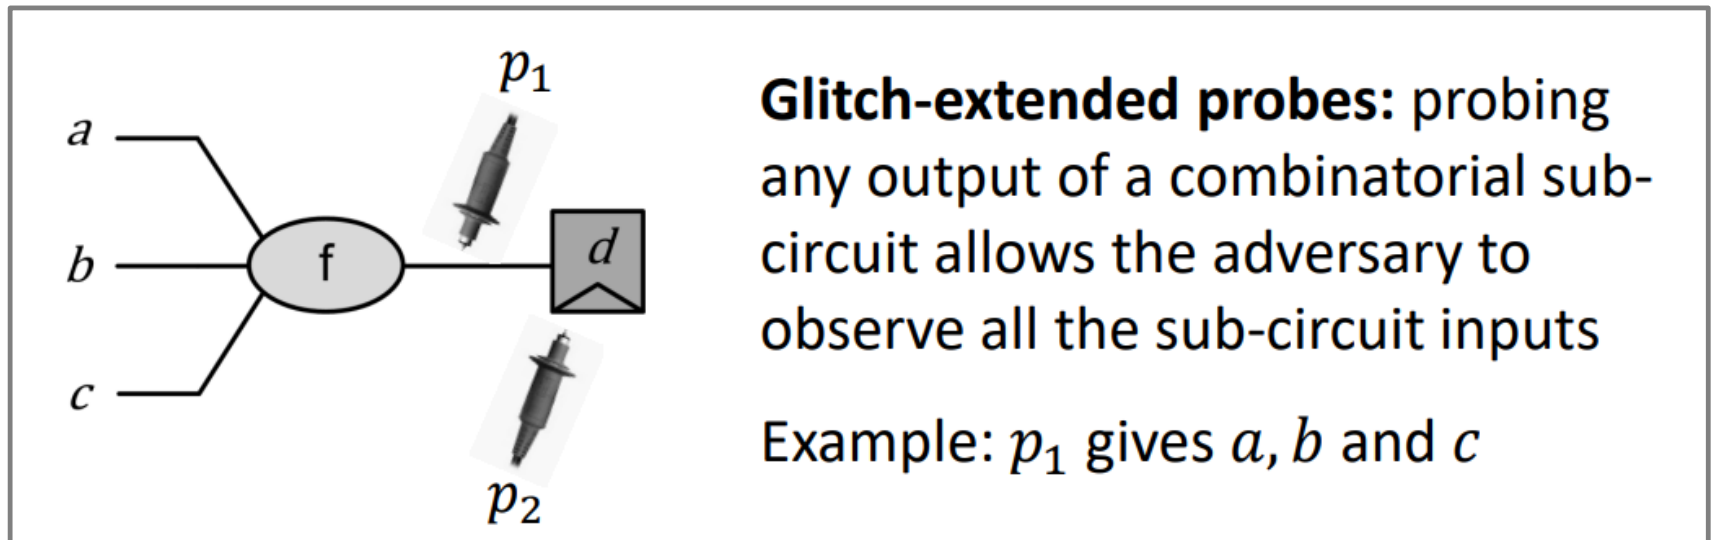 p₁
a
b
f
d
c
p₂
Glitch-extended probes: probing
any output of a combinatorial sub-
circuit allows the adversary to
observe all the sub-circuit inputs
Example: p₁ gives a, b and c